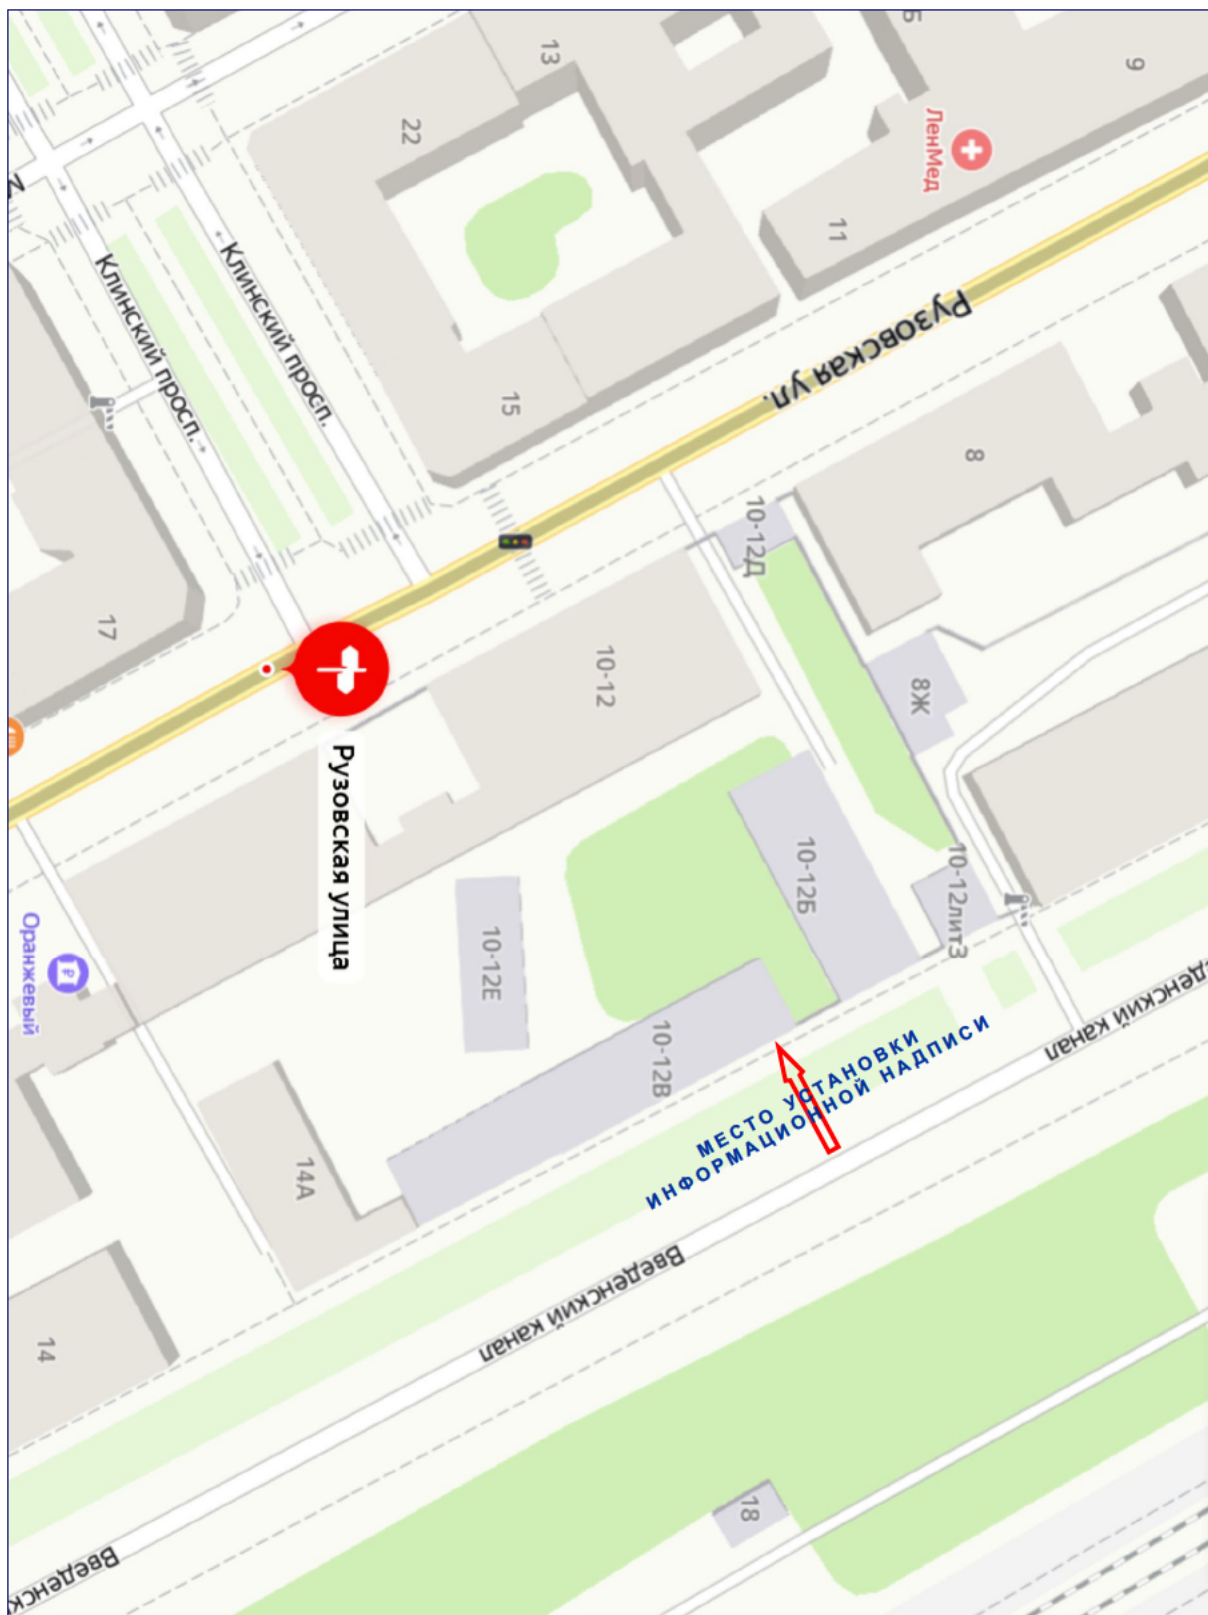 Б
9
13
22
ЛенМед
11
Клинский просп.
Клинский просп.
Рузовская ул.
15
8
10-12Д
17
10-12
8Ж
Рузовская улица
10-12Б
10-12литЗ
Оранжевый
10-12Е
Введенский канал
10-12В
МЕСТО УСТАНОВКИ
ИНФОРМАЦИОННОЙ НАДПИСИ
14А
Введенский канал
14
18
Введенск